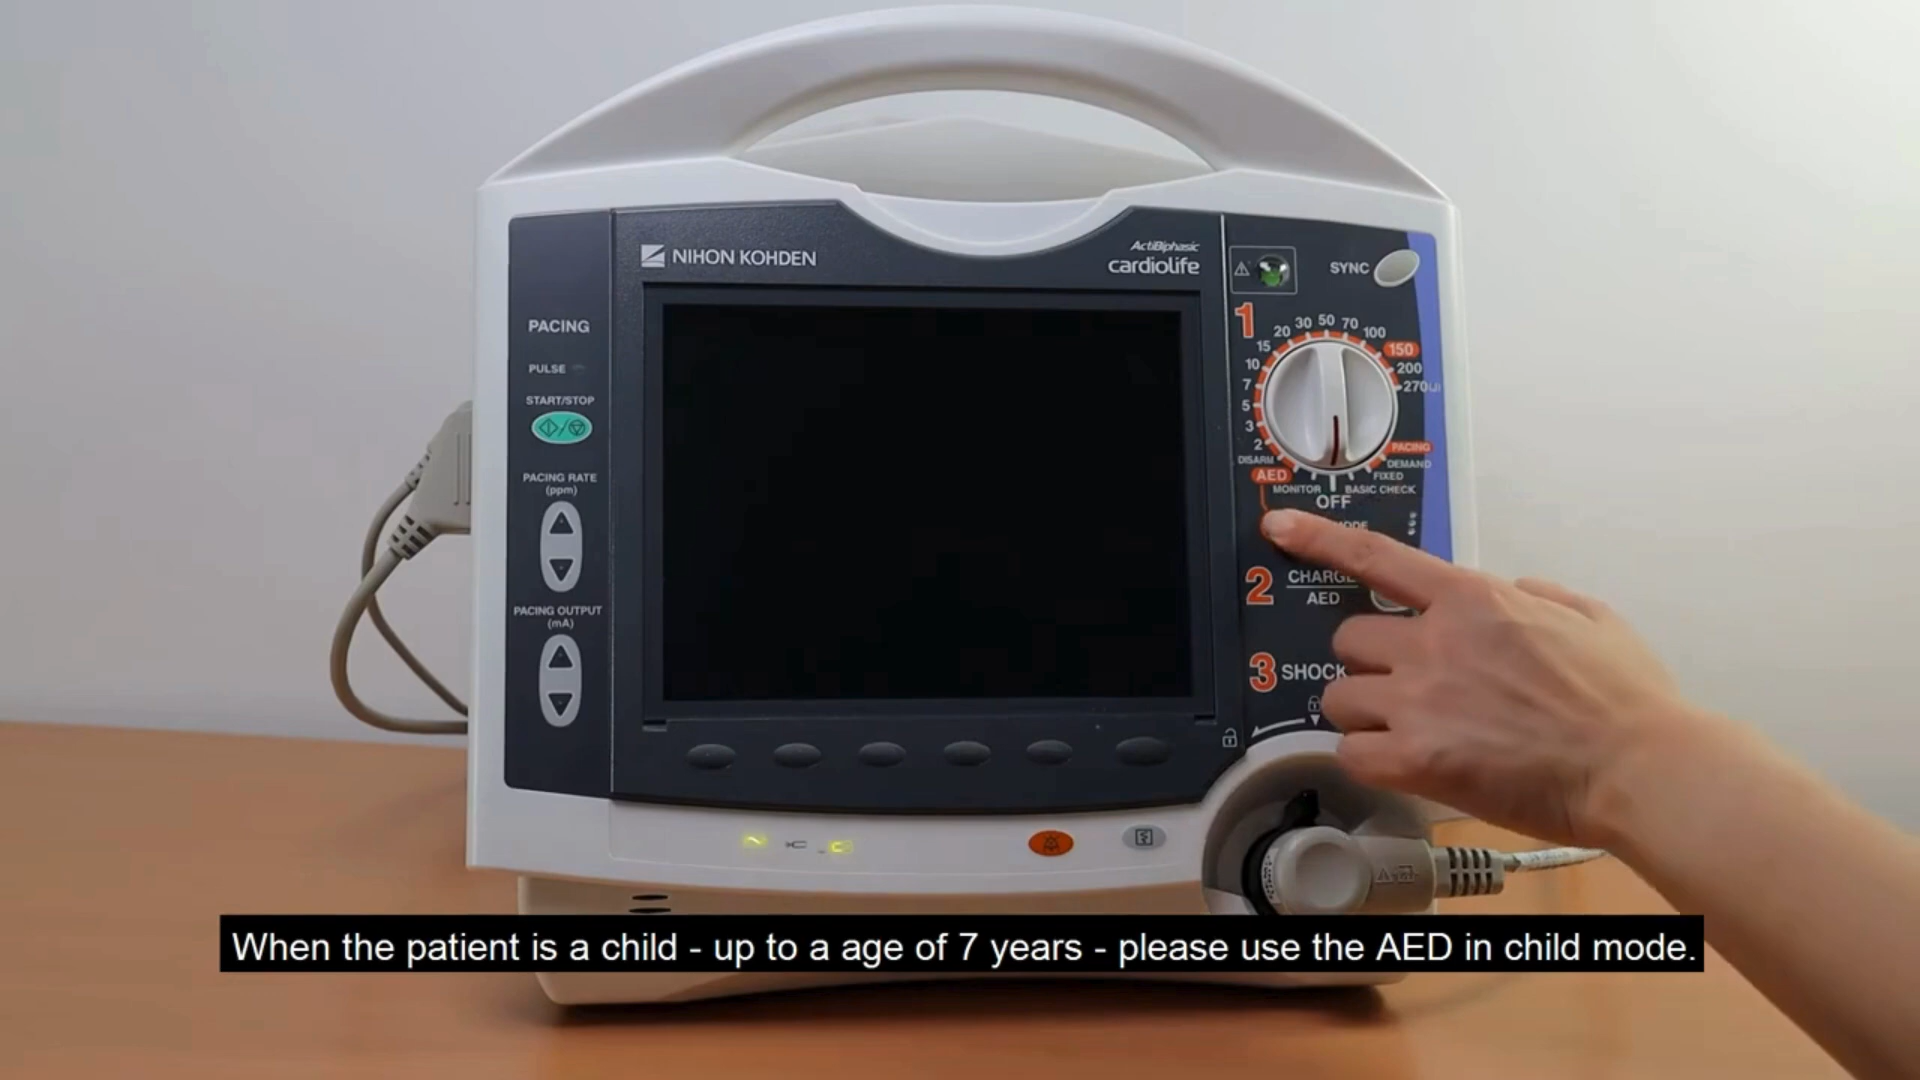 NIHON KOHDEN
ActiBiphasic
cardiolife
PACING
PULSE
START/STOP
PACING RATE
(ppm)
PACING OUTPUT
(mA)
SYNC
1
2 3 5 7 10 15 20 30 50 70 100 150 200 270J
DISARM
AED
MONITOR
OFF
BASIC CHECK
FIXED
DEMAND
PACING
MODE
2 CHARGE
AED
3 SHOCK
When the patient is a child - up to a age of 7 years - please use the AED in child mode.